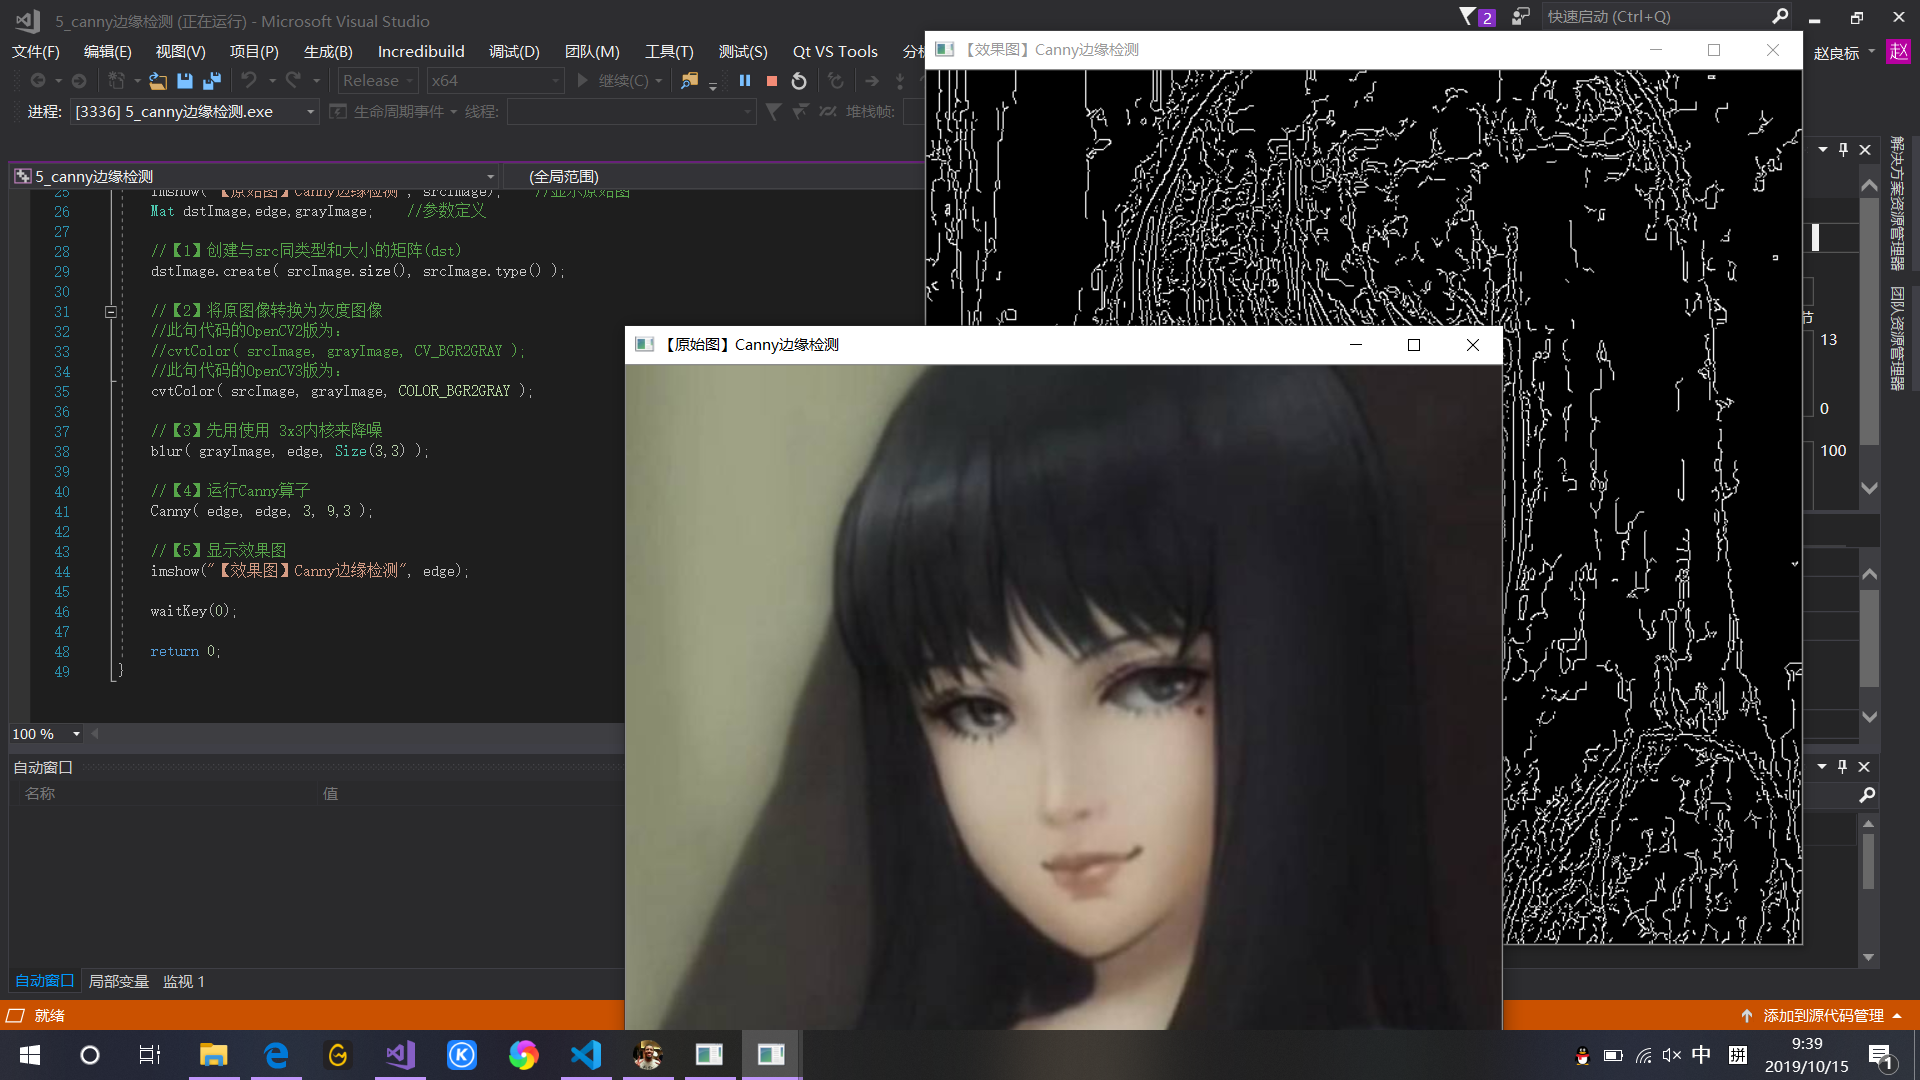 5_canny边缘检测 (正在运行) - Microsoft Visual Studio
2
快速启动 (Ctrl+Q)
文件(F) 编辑(E) 视图(V) 项目(P) 生成(B) Incredibuild 调试(D) 团队(M) 工具(T) 测试(S) Qt VS Tools 分析
赵良标 赵
Release x64 继续(C)
进程: [3336] 5_canny边缘检测.exe 生命周期事件 线程: 堆栈帧:
【效果图】Canny边缘检测
5_canny边缘检测 (全局范围)
25 imshow("【原始图】Canny边缘检测", srcImage); //显示原始图
26 Mat dstImage,edge,grayImage; //参数定义
27
28 //【1】创建与src同类型和大小的矩阵(dst)
29 dstImage.create( srcImage.size(), srcImage.type() );
30
31 //【2】将原图像转换为灰度图像
32 //此句代码的OpenCV2版为:
33 //cvtColor( srcImage, grayImage, CV_BGR2GRAY );
34 //此句代码的OpenCV3版为:
35 cvtColor( srcImage, grayImage, COLOR_BGR2GRAY );
36
37 //【3】先用使用 3x3内核来降噪
38 blur( grayImage, edge, Size(3,3) );
39
40 //【4】运行Canny算子
41 Canny( edge, edge, 3, 9,3 );
42
43 //【5】显示效果图
44 imshow("【效果图】Canny边缘检测", edge);
45
46 waitKey(0);
47
48 return 0;
49 }
【原始图】Canny边缘检测
解决方案资源管理器
团队资源管理器
节
13
0
100
100 %
自动窗口
名称 值
自动窗口 局部变量 监视 1
就绪
添加到源代码管理
中 拼
9:39
2019/10/15
1